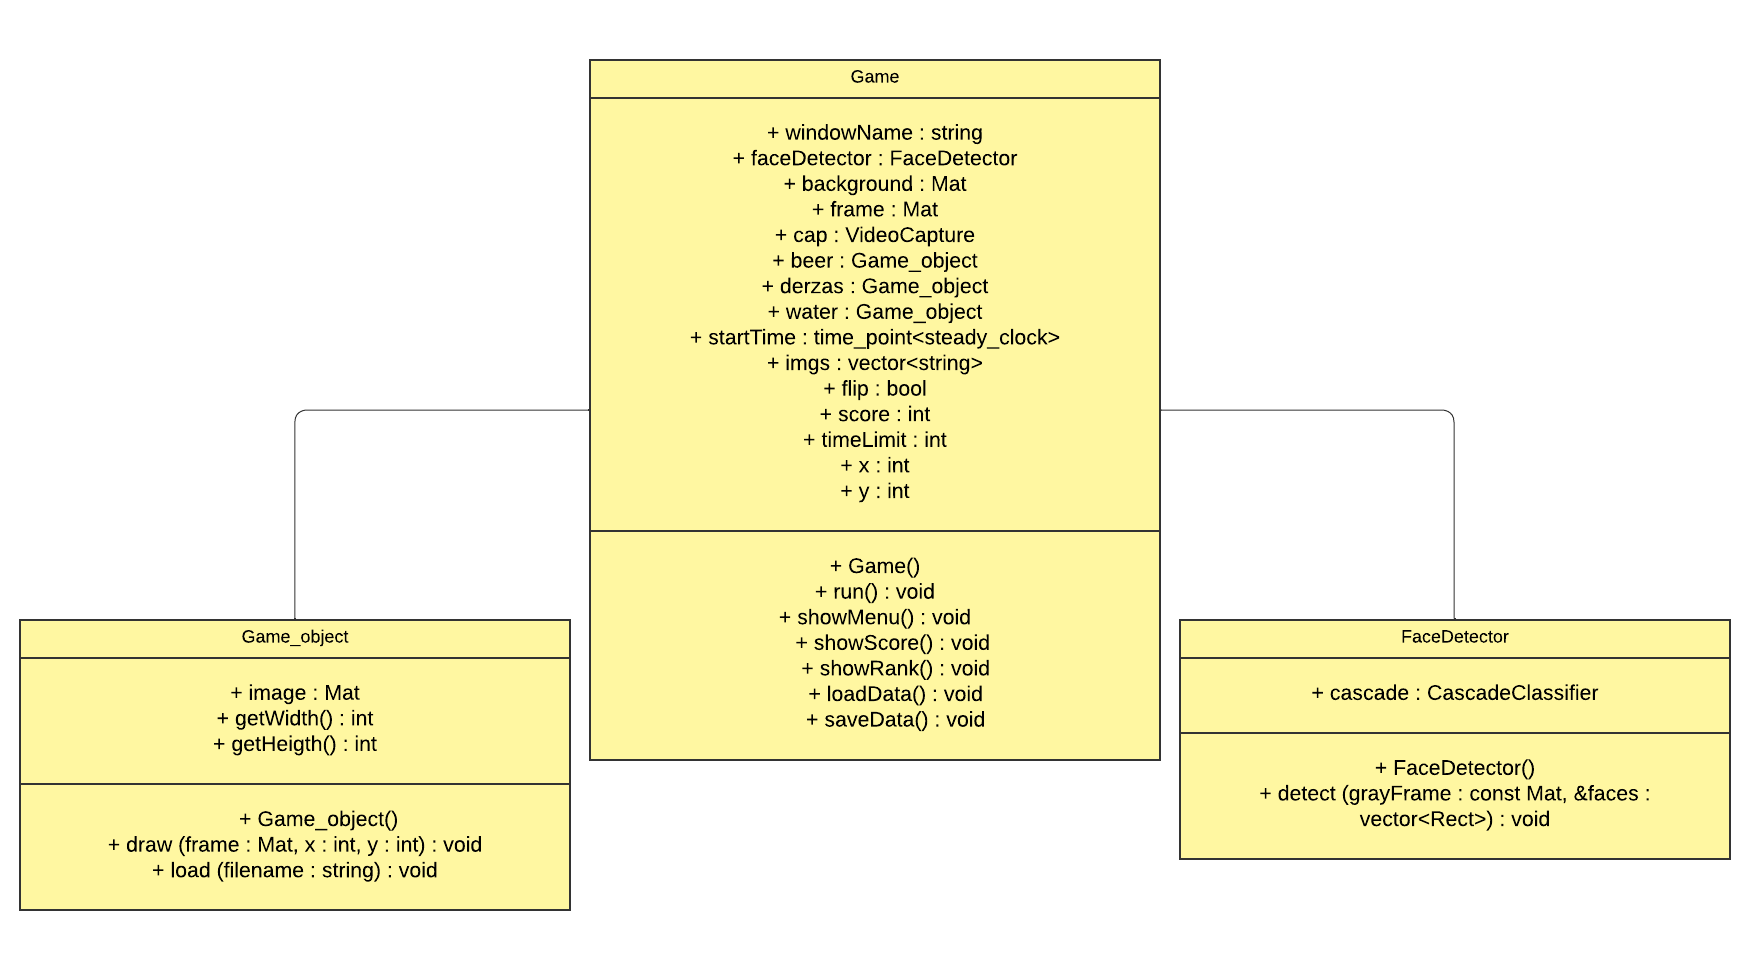 Game
+ windowName : string
+ faceDetector : FaceDetector
+ background : Mat
+ frame : Mat
+ cap : VideoCapture
+ beer : Game_object
+ derzas : Game_object
+ water : Game_object
+ startTime : time_point<steady_clock>
+ imgs : vector<string>
+ flip : bool
+ score : int
+ timeLimit : int
+ x : int
+ y : int
+ Game()
+ run() : void
+ showMenu() : void
+ showScore() : void
+ showRank() : void
+ loadData() : void
+ saveData() : void
Game_object
+ image : Mat
+ getWidth() : int
+ getHeigth() : int
+ Game_object()
+ draw (frame : Mat, x : int, y : int) : void
+ load (filename : string) : void
FaceDetector
+ cascade : CascadeClassifier
+ FaceDetector()
+ detect (grayFrame : const Mat, &faces :
vector<Rect>) : void